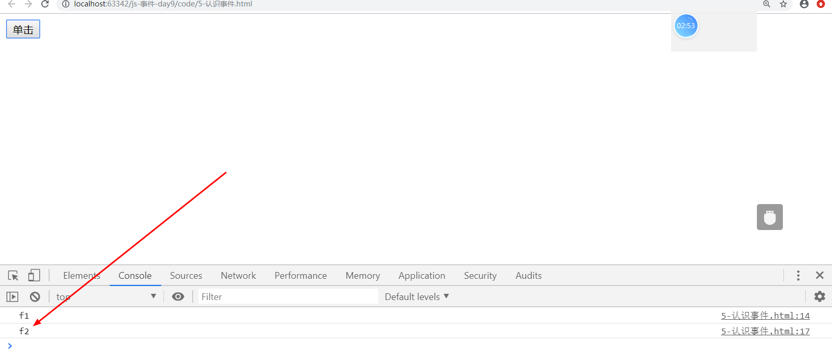 localhost:63342/js-事件-day9/code/5-认识事件.html
单击
02:53
Elements Console Sources Network Performance Memory Application Security Audits
top Filter Default levels
f1 5-认识事件.html:14
f2 5-认识事件.html:17